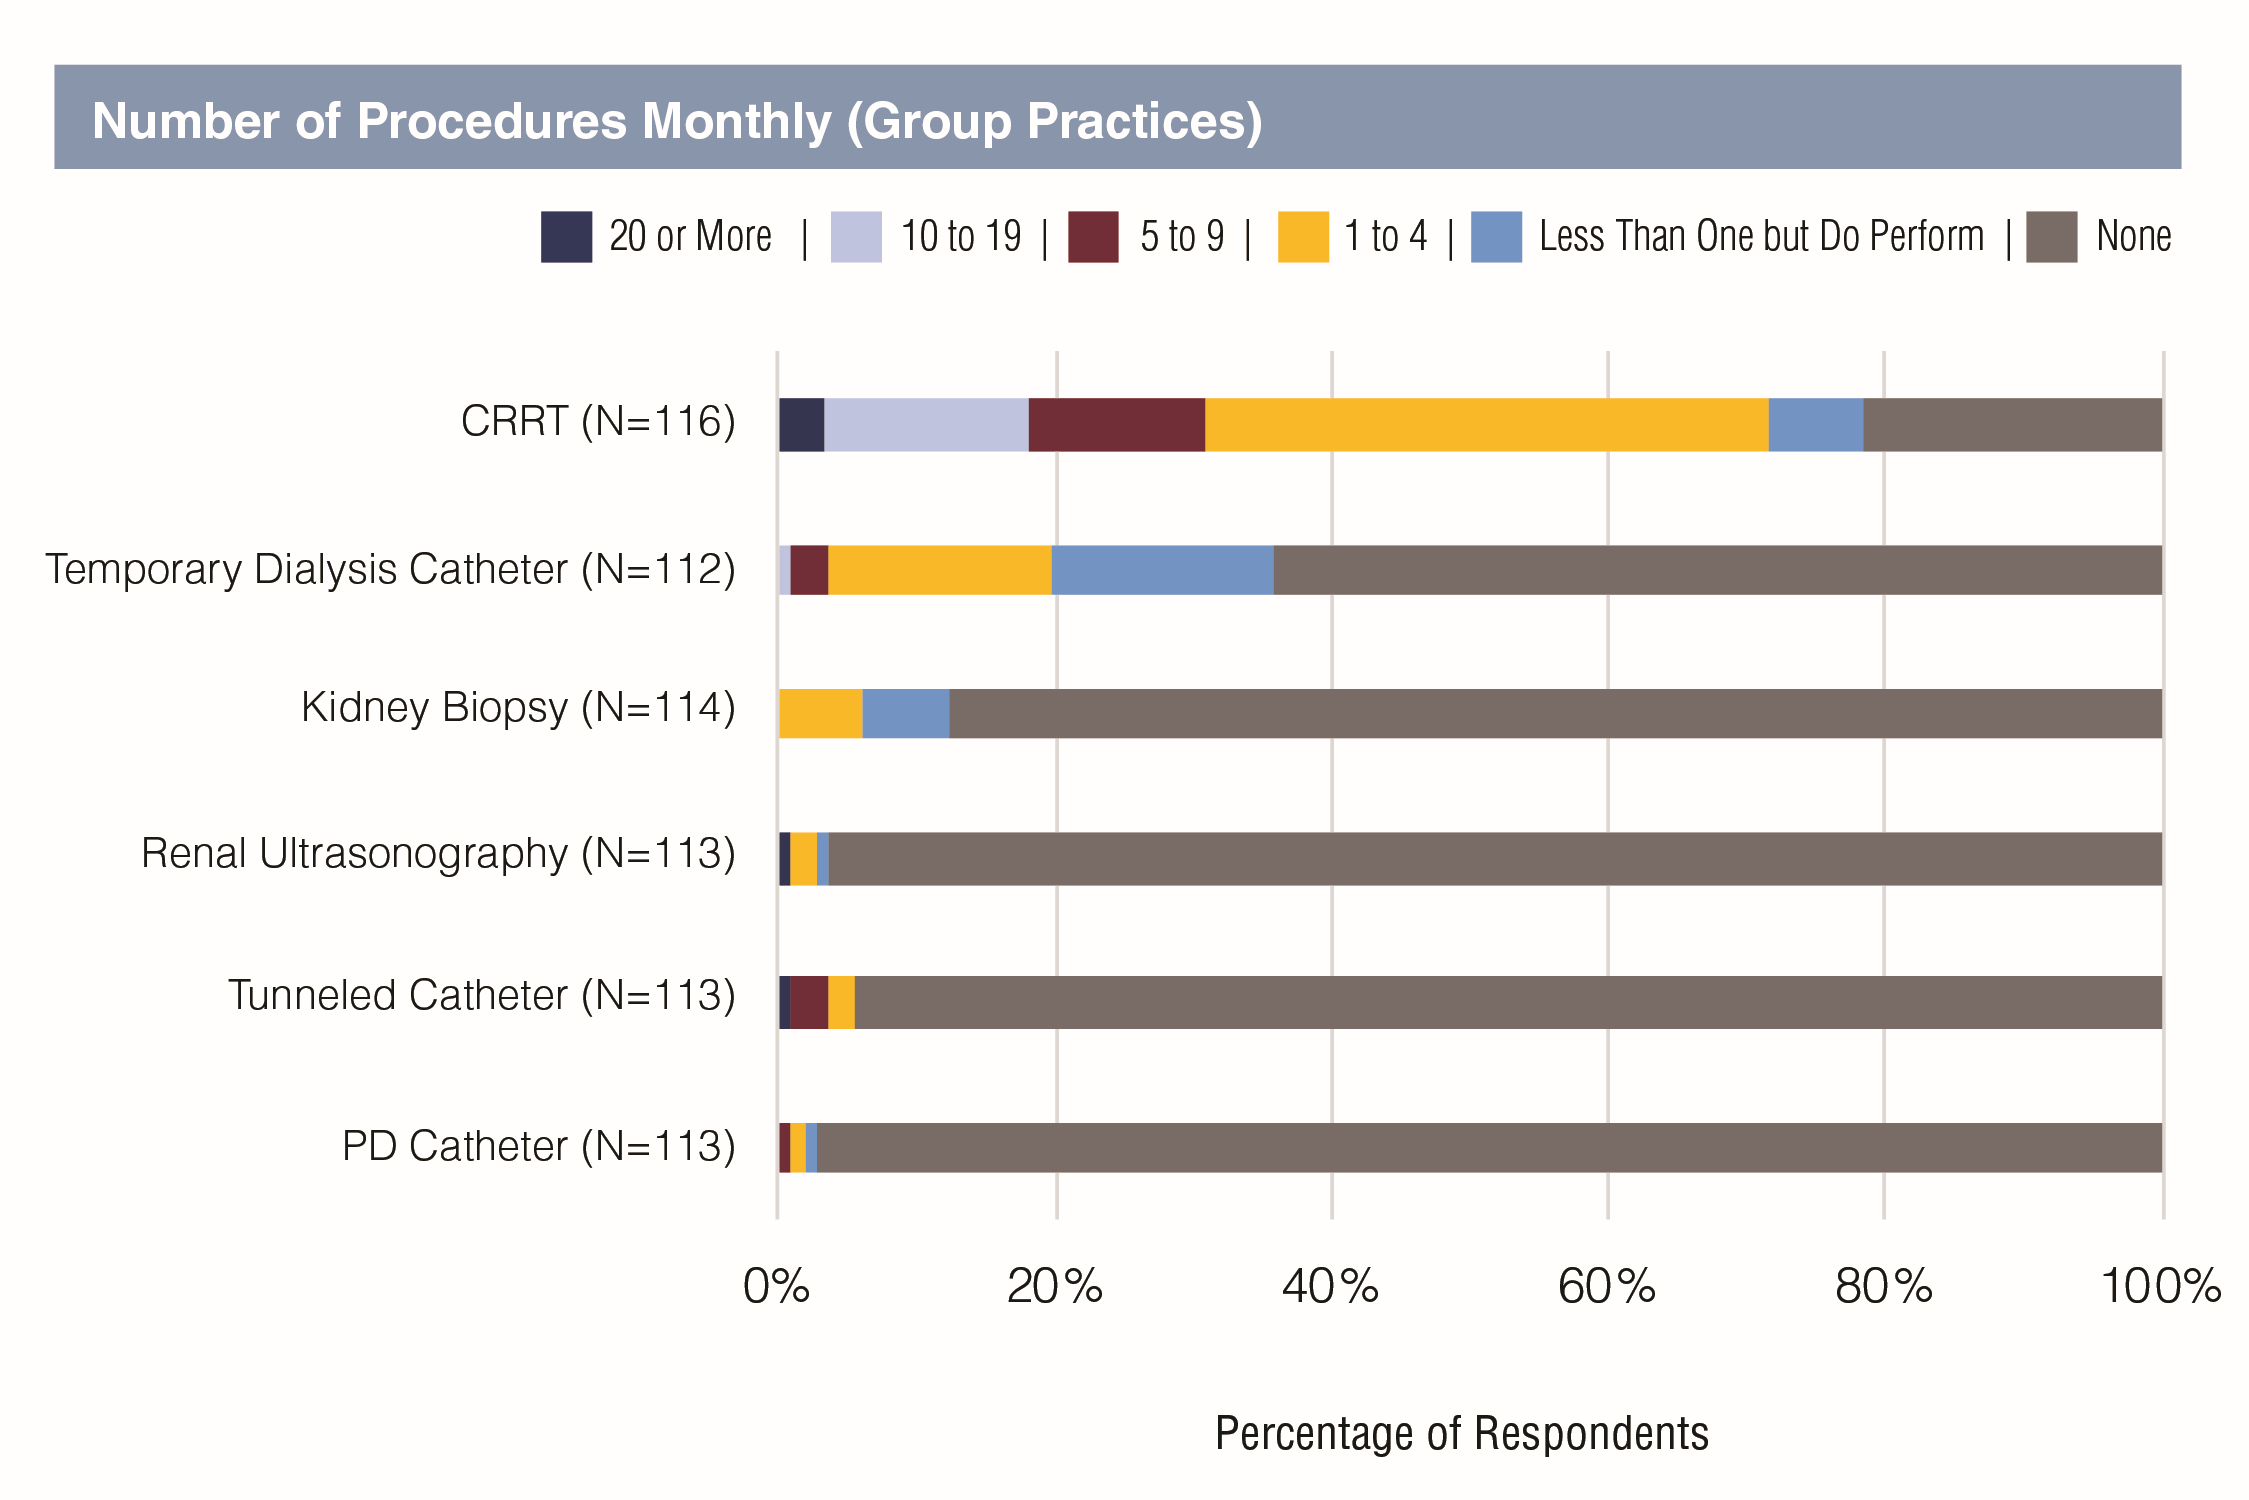 Number of Procedures Monthly (Group Practices)
20 or More | 10 to 19 | 5 to 9 | 1 to 4 | Less Than One but Do Perform | None
CRRT (N=116)
Temporary Dialysis Catheter (N=112)
Kidney Biopsy (N=114)
Renal Ultrasonography (N=113)
Tunneled Catheter (N=113)
PD Catheter (N=113)
0% 20% 40% 60% 80% 100%
Percentage of Respondents